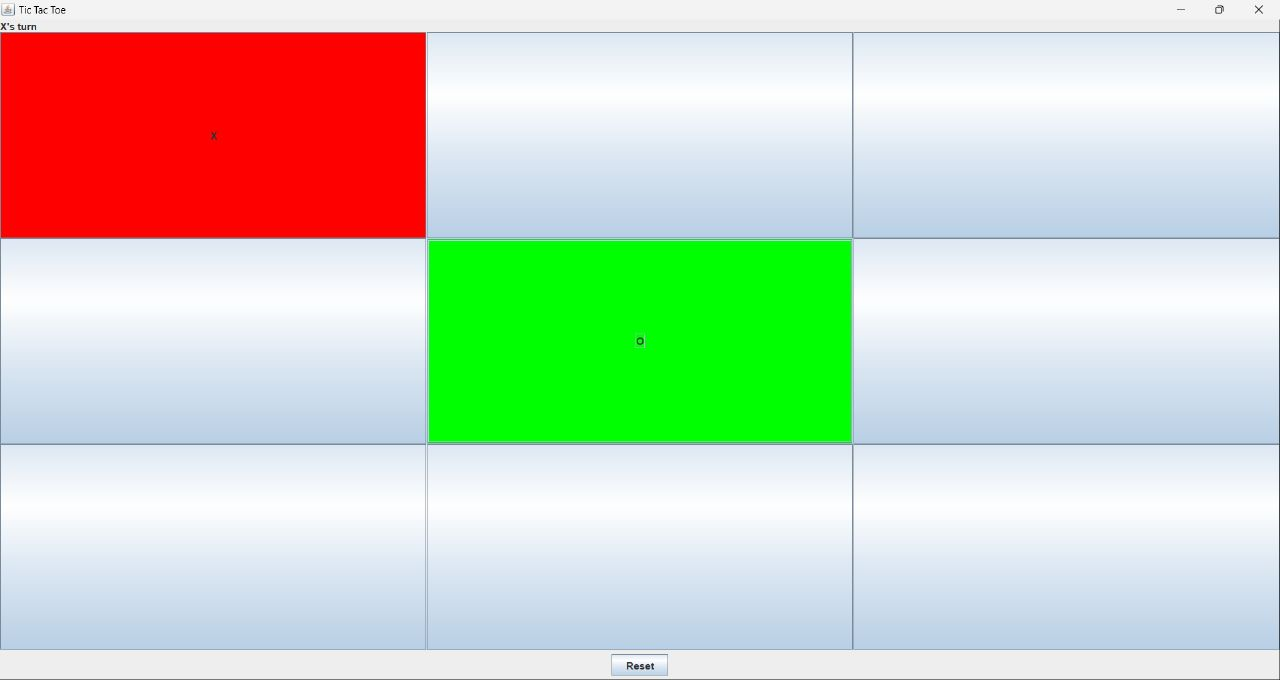 Tic Tac Toe
X's turn
X
O
Reset